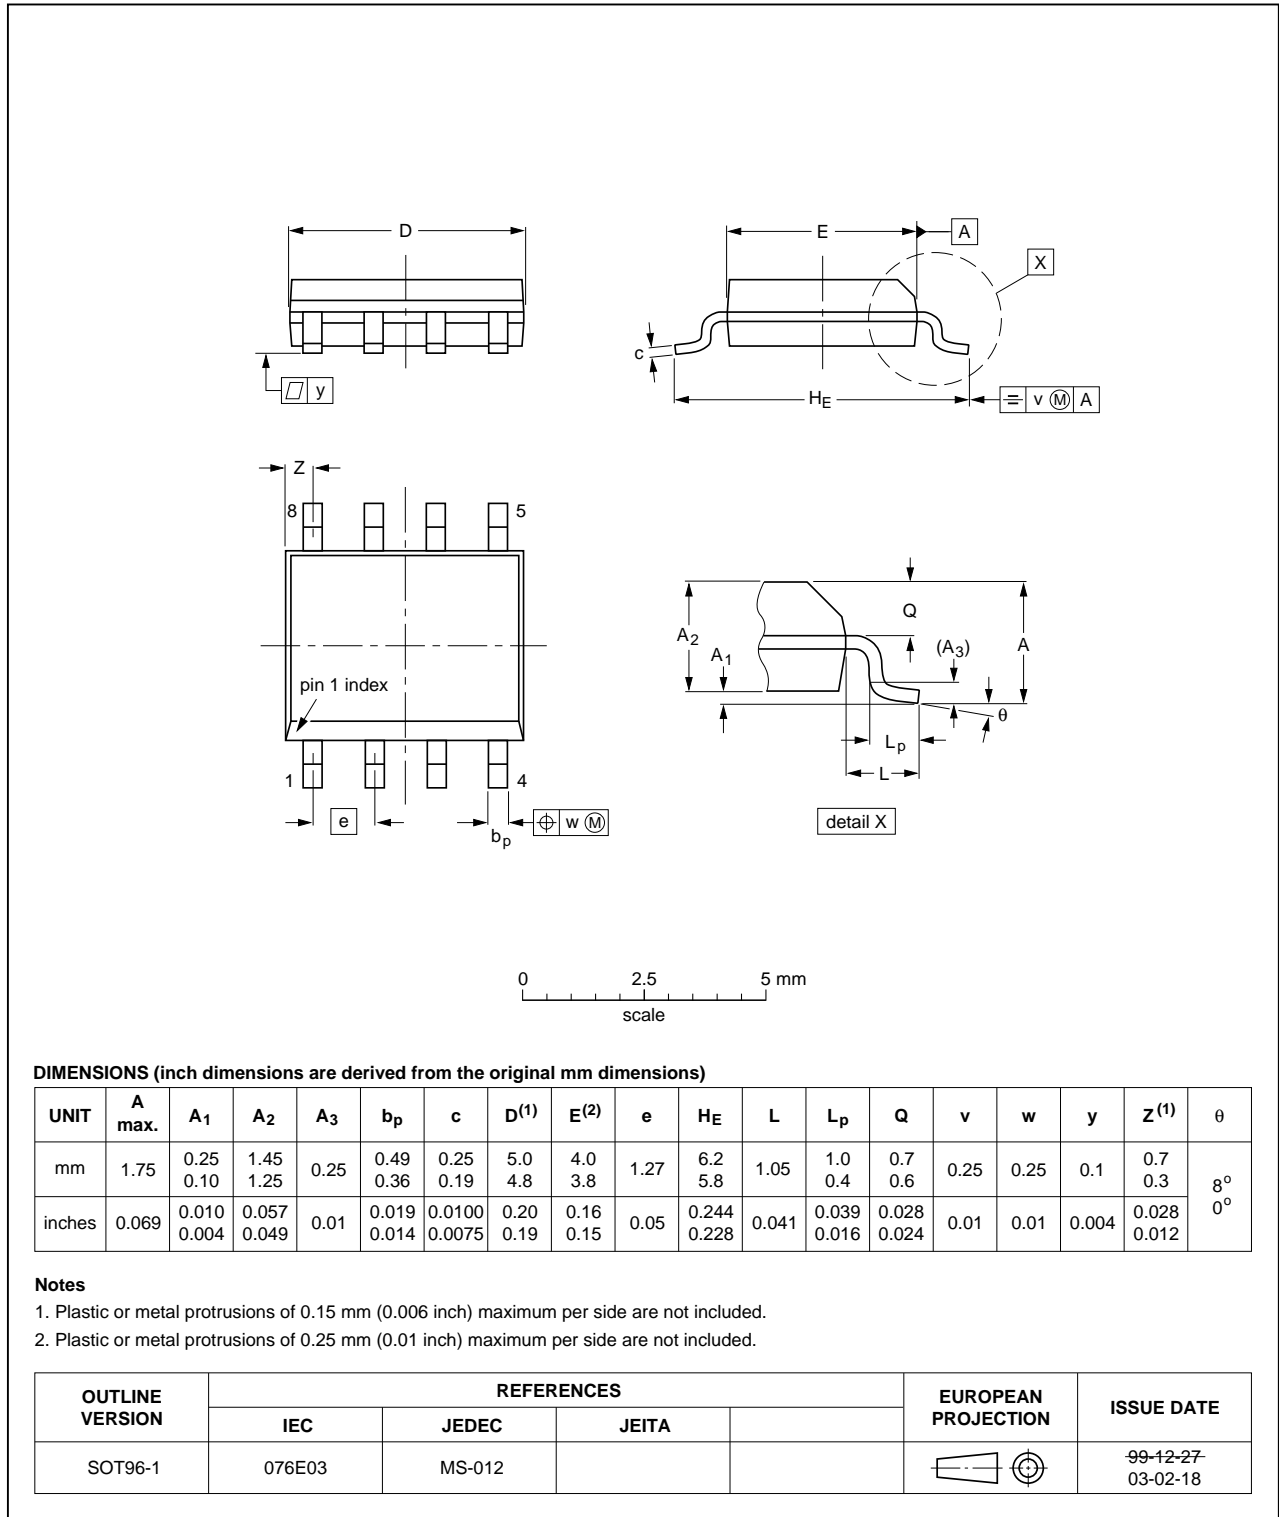 D
E
A
X
c
y
HE
v M A
Z
8
5
pin 1 index
1
4
e
bp
w M
A2
A1
Q
(A3)
A
θ
Lp
L
detail X
0 2.5 5 mm
scale
DIMENSIONS (inch dimensions are derived from the original mm dimensions)
UNIT A max. A1 A2 A3 bp c D(1) E(2) e HE L Lp Q v w y Z(1) θ
mm 1.75 0.25 0.10 1.45 1.25 0.25 0.49 0.36 0.25 0.19 5.0 4.8 4.0 3.8 1.27 6.2 5.8 1.05 1.0 0.4 0.7 0.6 0.25 0.25 0.1 0.7 0.3 8o 0o
inches 0.069 0.010 0.004 0.057 0.049 0.01 0.019 0.014 0.0100 0.0075 0.20 0.19 0.16 0.15 0.05 0.244 0.228 0.041 0.039 0.016 0.028 0.024 0.01 0.01 0.004 0.028 0.012
Notes
1. Plastic or metal protrusions of 0.15 mm (0.006 inch) maximum per side are not included.
2. Plastic or metal protrusions of 0.25 mm (0.01 inch) maximum per side are not included.
OUTLINE VERSION REFERENCES EUROPEAN PROJECTION ISSUE DATE
IEC JEDEC JEITA
SOT96-1 076E03 MS-012 99-12-27
03-02-18